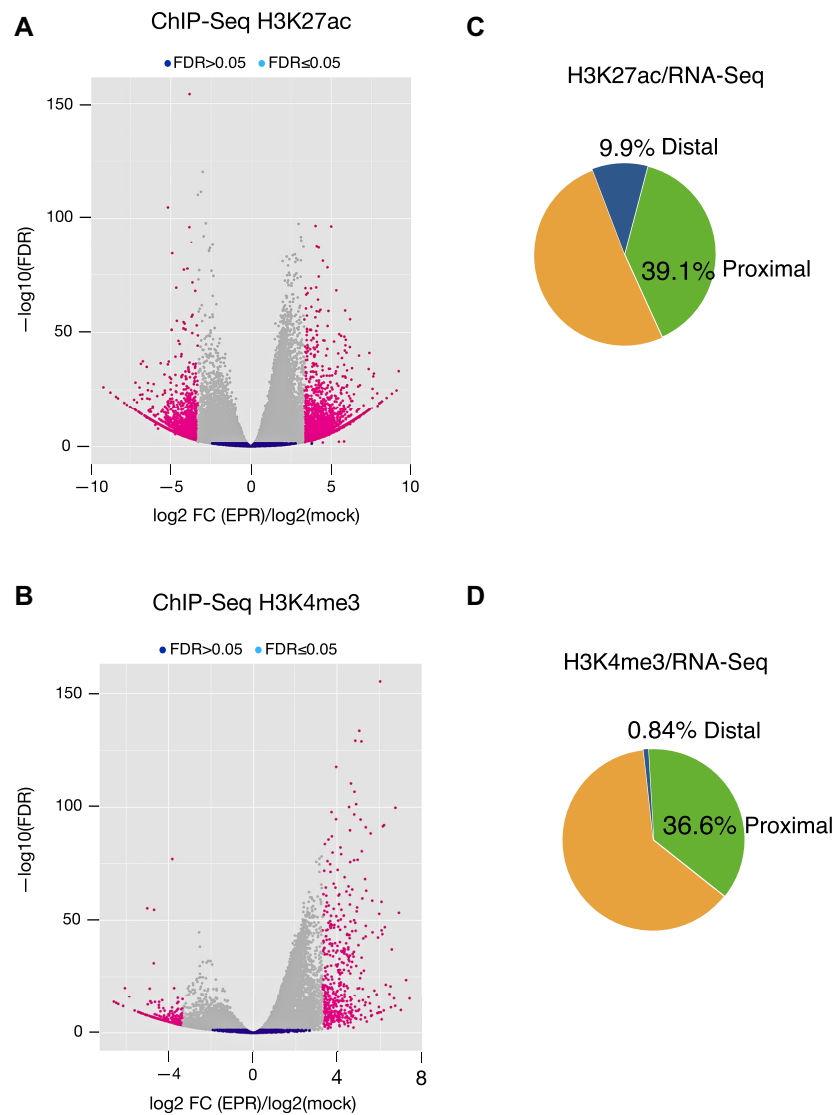 A
ChIP-Seq H3K27ac
FDR>0.05 FDR≤0.05
150
100
50
0
—log10(FDR)
—10 —5 0 5 10
log2 FC (EPR)/log2(mock)
C
H3K27ac/RNA-Seq
9.9% Distal
39.1% Proximal
B
ChIP-Seq H3K4me3
FDR>0.05 FDR≤0.05
150
100
50
0
—log10(FDR)
—4 0 4 8
log2 FC (EPR)/log2(mock)
D
H3K4me3/RNA-Seq
0.84% Distal
36.6% Proximal